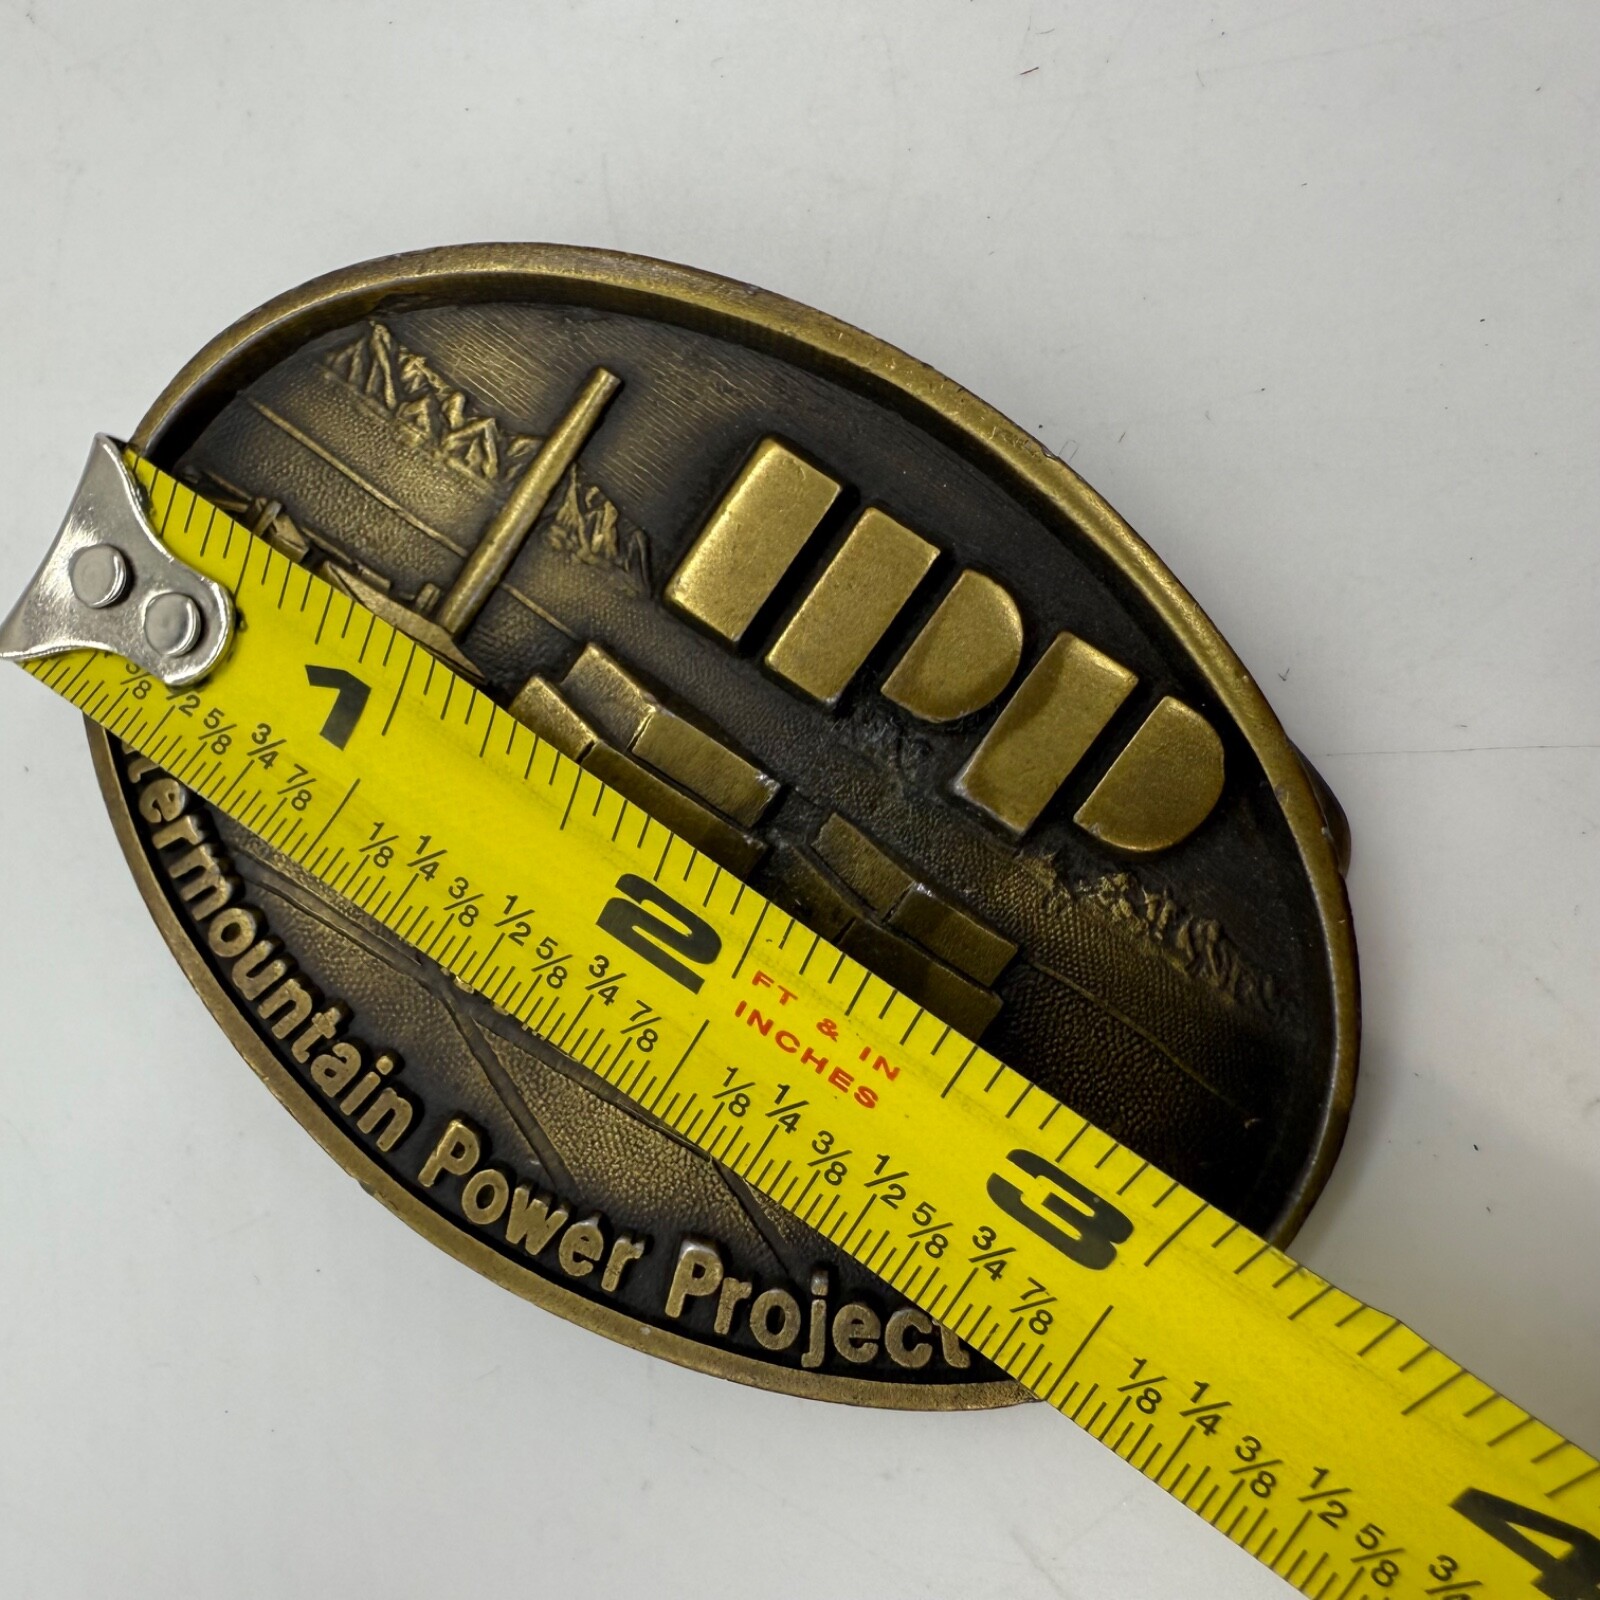 IPP
1
2
3
4
FT & IN
INCHES
3/8 1/2 5/8 3/4 7/8
1/8 1/4 3/8 1/2 5/8 3/4 7/8
1/8 1/4 3/8 1/2 5/8 3/4 7/8
1/8 1/4 3/8 1/2 5/8 3/4
termountain Power Project